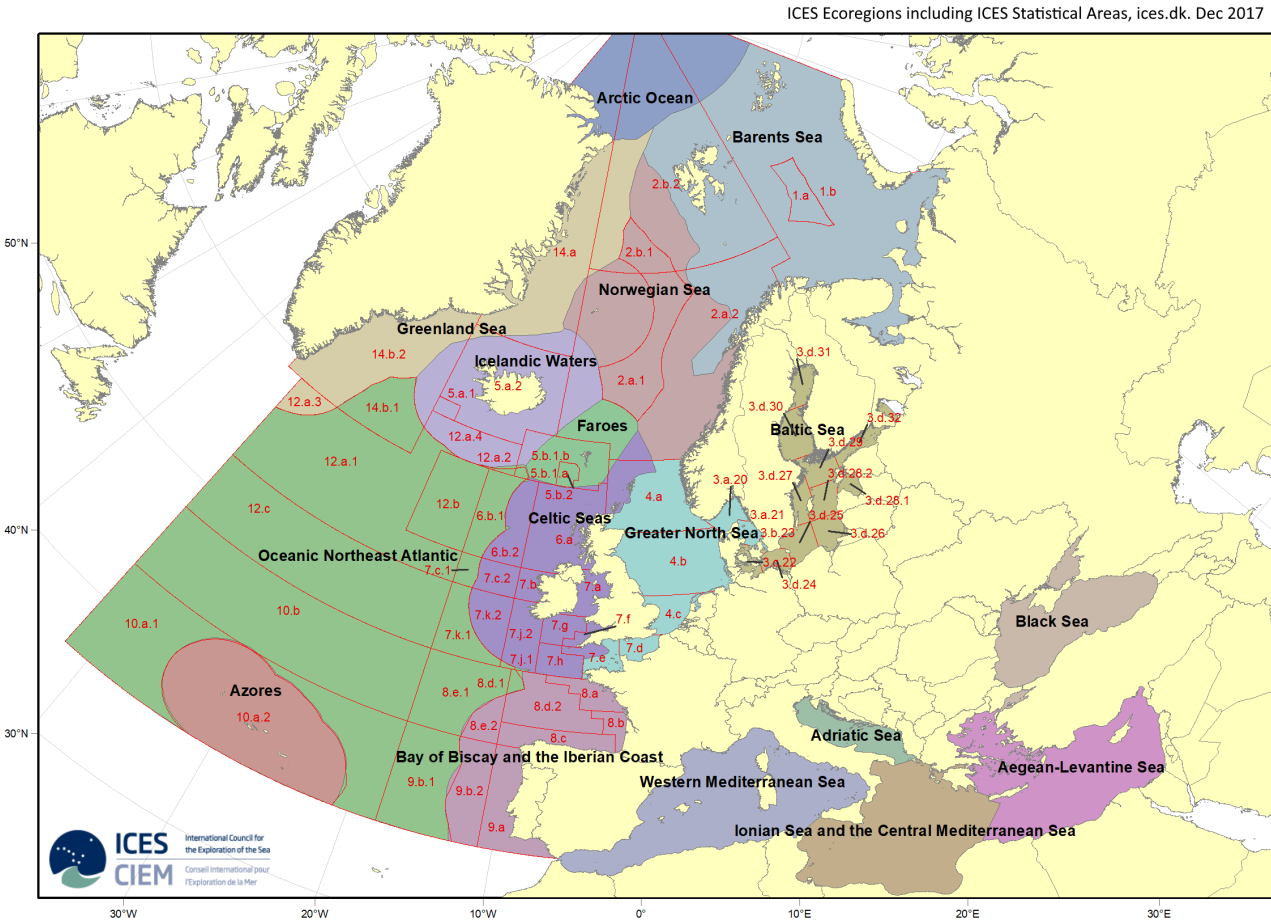 ICES Ecoregions including ICES Statistical Areas, ices.dk. Dec 2017
Arctic Ocean
Barents Sea
2.b.2
1.a
1.b
50°N
14.a
2.b.1
Norwegian Sea
2.a.2
Greenland Sea
14.b.2
Icelandic Waters
3.d.31
5.a.1
5.a.2
2.a.1
12.a.3
14.b.1
3.d.30
3.d.32
Faroes
Baltic Sea
12.a.4
3.d.29
12.a.2
5.b.1.b
12.a.1
5.b.1.a
3.d.27
3.d.28.2
3.a.20
5.b.2
4.a
3.d.28.1
12.b
12.c
6.b.1
Celtic Seas
3.a.21
3.d.25
40°N
6.a
Greater North Sea
3.b.23
3.d.26
Oceanic Northeast Atlantic
6.b.2
4.b
3.c.22
7.c.1
7.c.2
7.b
7.a
3.d.24
10.b
7.k.2
7.f
4.c
10.a.1
7.g
Black Sea
7.k.1
7.j.2
7.d
7.j.1
7.h
7.e
8.d.1
Azores
8.e.1
8.a
8.d.2
10.a.2
8.e.2
8.b
30°N
8.c
Adriatic Sea
Bay of Biscay and the Iberian Coast
Aegean-Levantine Sea
9.b.1
9.b.2
Western Mediterranean Sea
9.a
Ionian Sea and the Central Mediterranean Sea
ICES
CIEM
International Council for
the Exploration of the Sea
Conseil International pour
l'Exploration de la Mer
30°W
20°W
10°W
0°
10°E
20°E
30°E